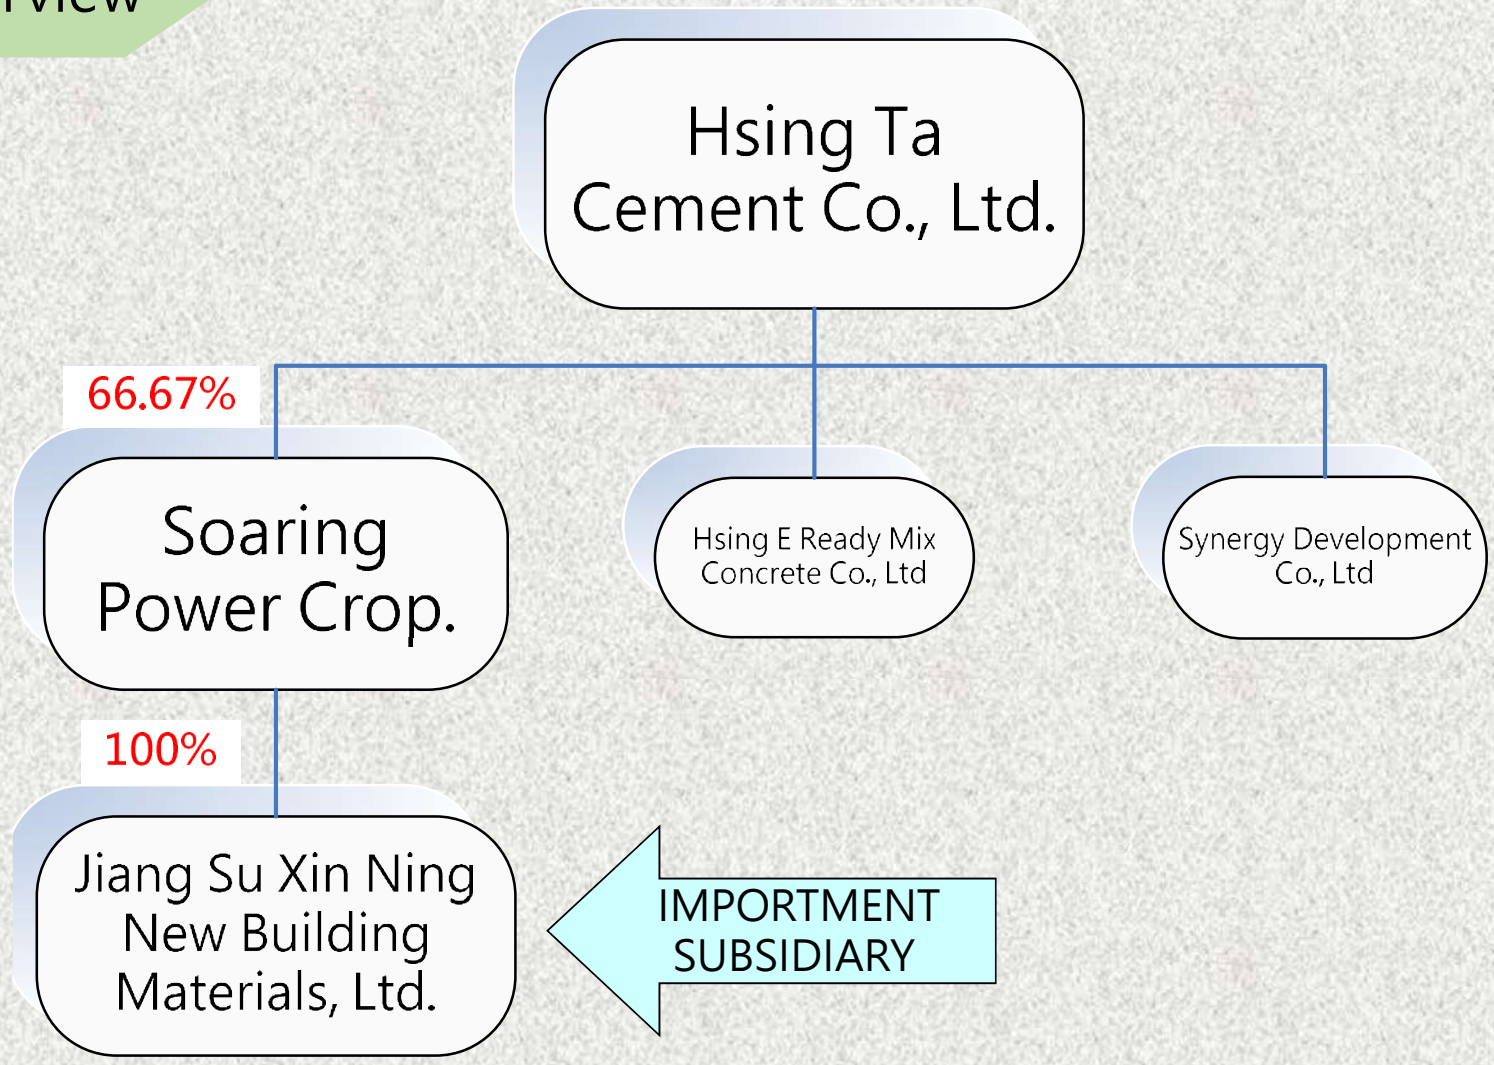 Hsing Ta
Cement Co., Ltd.
66.67%
Soaring
Power Crop.
Hsing E Ready Mix
Concrete Co., Ltd
Synergy Development
Co., Ltd
100%
Jiang Su Xin Ning
New Building
Materials, Ltd.
IMPORTMENT
SUBSIDIARY